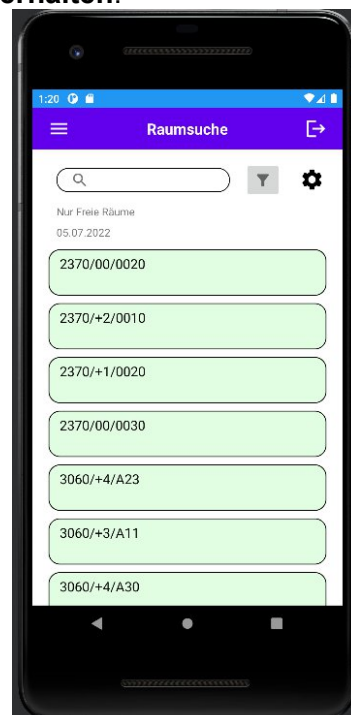 erhalten.
1:20
Raumsuche
Nur Freie Räume
05.07.2022
2370/00/0020
2370/+2/0010
2370/+1/0020
2370/00/0030
3060/+4/A23
3060/+3/A11
3060/+4/A30